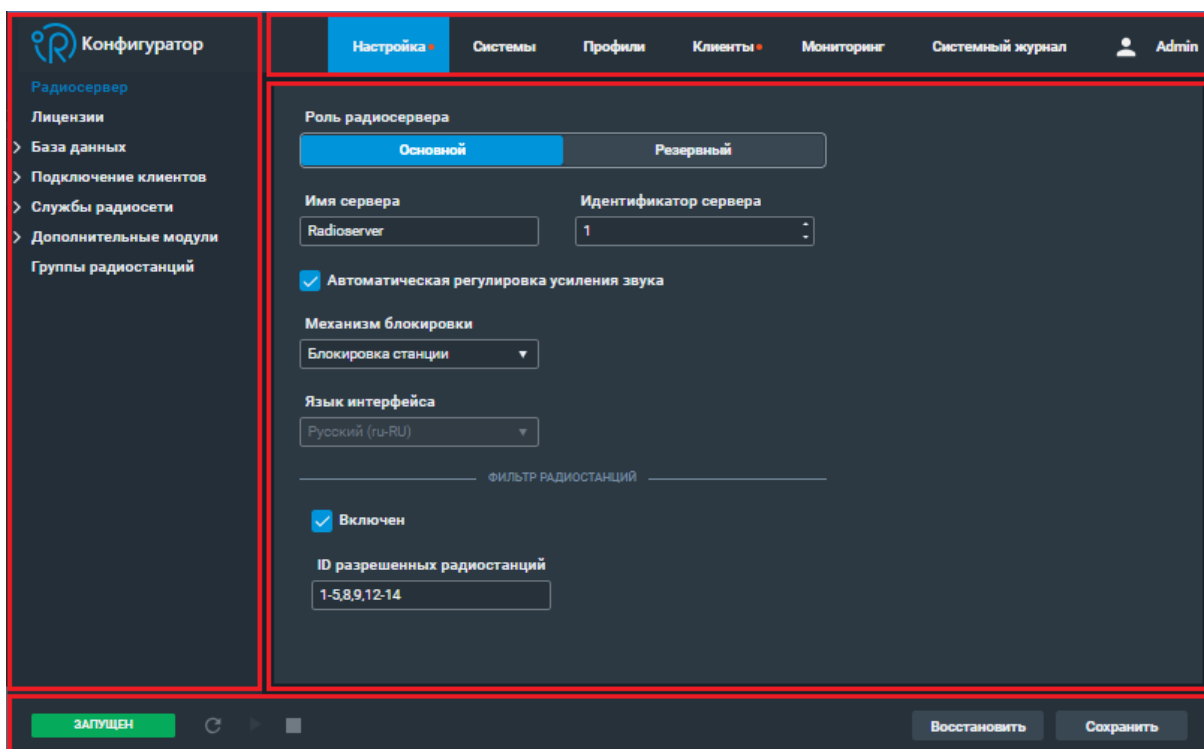 Конфигуратор
Настройка Системы Профили Клиенты Мониторинг Системный журнал Admin
Радиосервер
Лицензии
База данных
Подключение клиентов
Службы радиосети
Дополнительные модули
Группы радиостанций
Роль радиосервера
Основной Резервный
Имя сервера Идентификатор сервера
Radioserver 1
Автоматическая регулировка усиления звука
Механизм блокировки
Блокировка станции
Язык интерфейса
Русский (ru-RU)
ФИЛЬТР РАДИОСТАНЦИЙ
Включен
ID разрешенных радиостанций
1-5,8,9,12-14
ЗАПУЩЕН Восстановить Сохранить